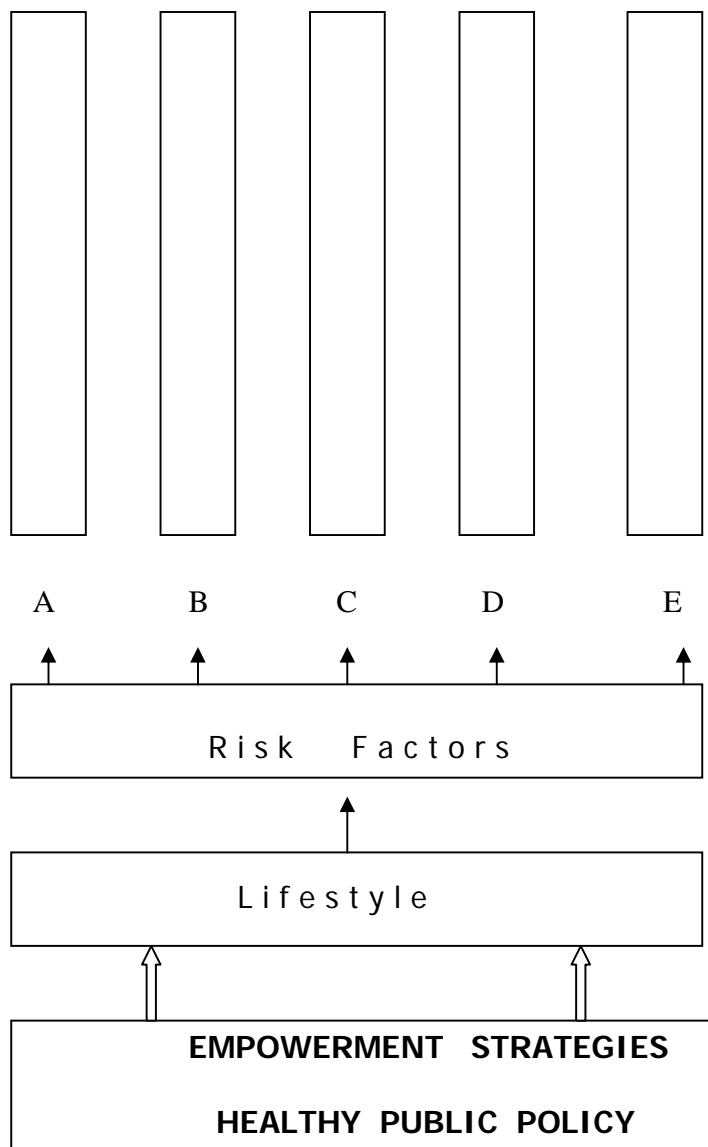 A B C D E
Risk Factors
Lifestyle
EMPOWERMENT STRATEGIES
HEALTHY PUBLIC POLICY